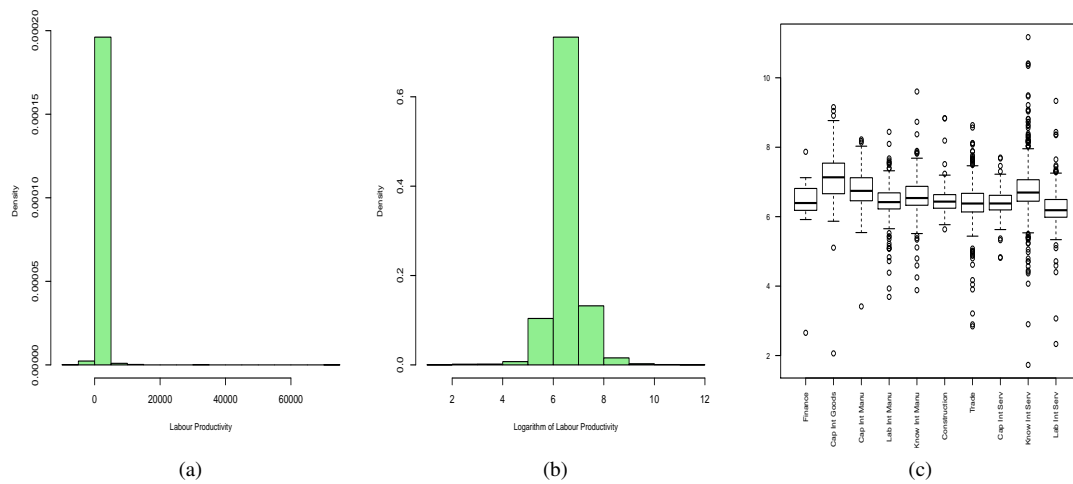 0.00000
0.00005
0.00010
0.00015
0.00020
Density
0
20000
40000
60000
Labour Productivity
(a)
0.0
0.2
0.4
0.6
Density
2
4
6
8
10
12
Logarithm of Labour Productivity
(b)
2
4
6
8
10
Finance
Cap Int Goods
Cap Int Manu
Lab Int Manu
Know Int Manu
Construction
Trade
Cap Int Serv
Know Int Serv
Lab Int Serv
(c)